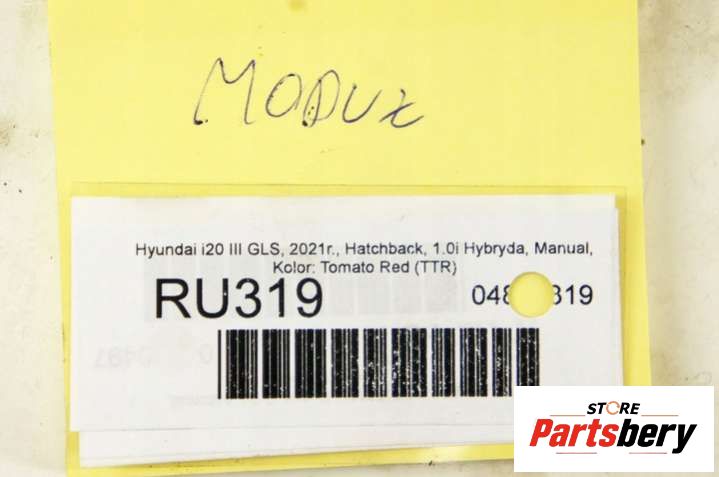 MODUŁ
Hyundai i20 III GLS, 2021r., Hatchback, 1.0i Hybryda, Manual,
Kolor: Tomato Red (TTR)
RU319
STORE
Partsbery